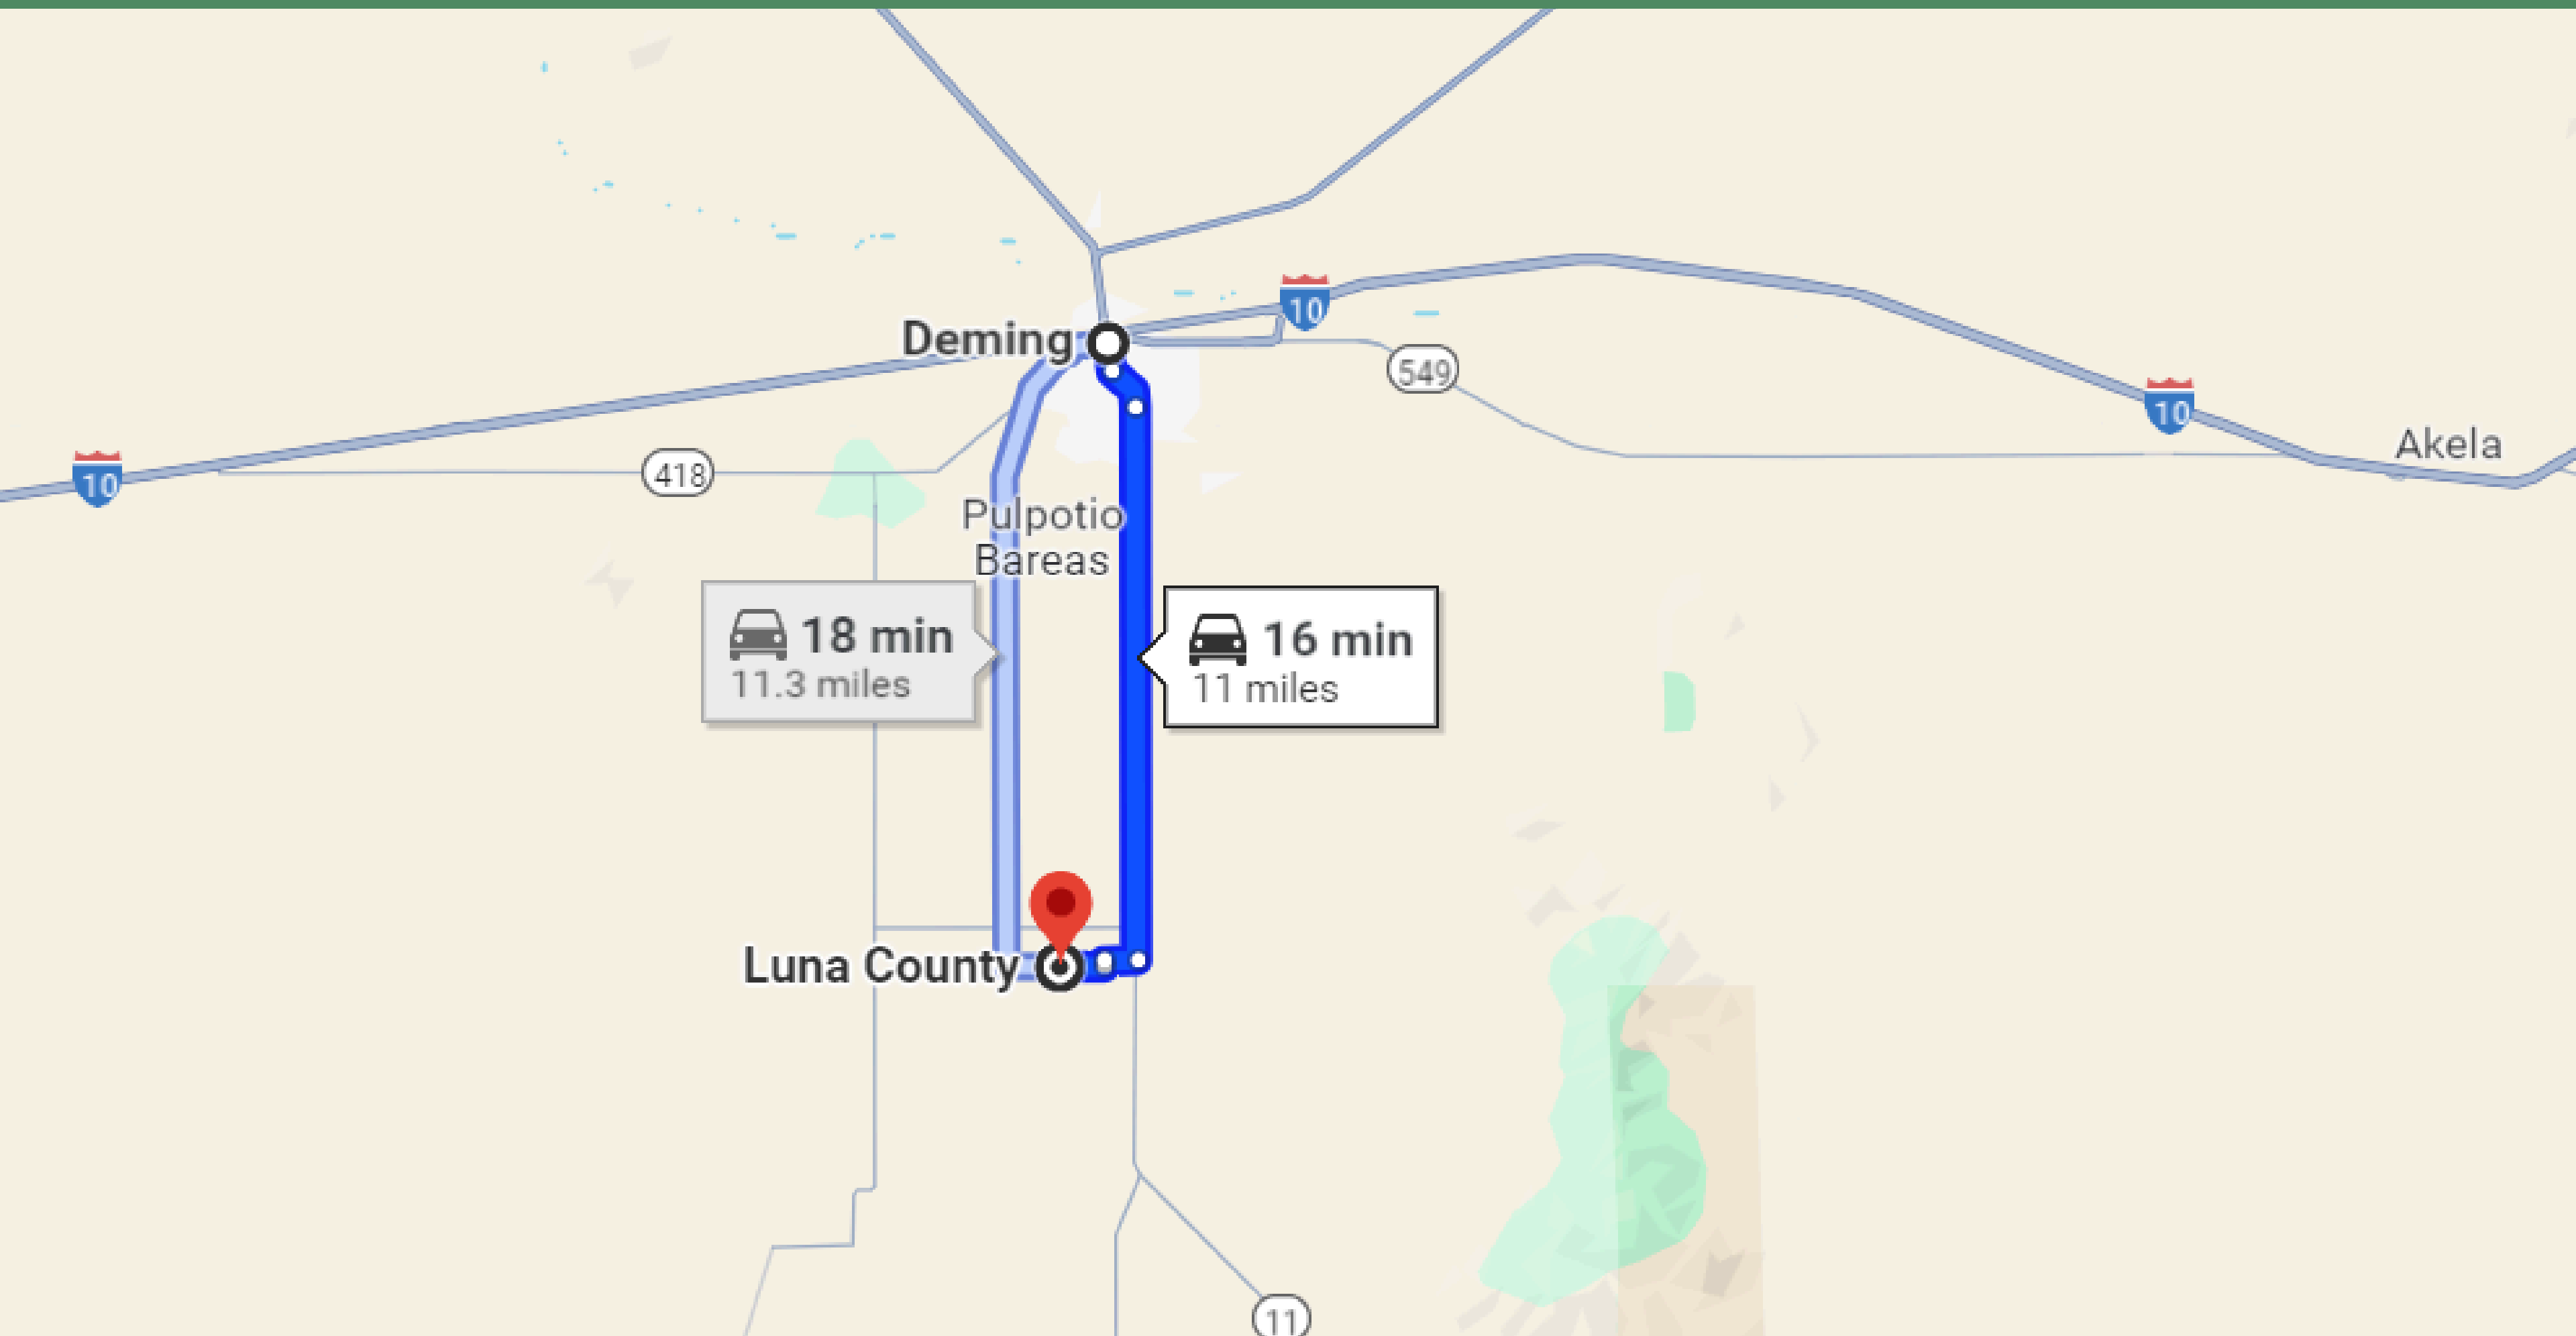 10
Deming
549
10
Akela
418
10
Pulpotio
Bareas
18 min
11.3 miles
16 min
11 miles
Luna County
11